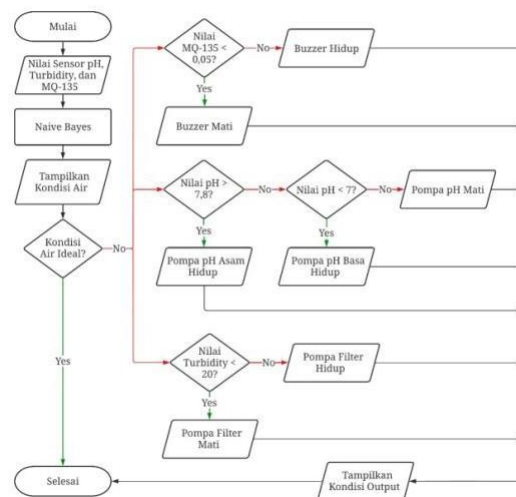 Mulai
Nilai Sensor pH,
Turbidity, dan
MQ-135
Naive Bayes
Tampilkan
Kondisi Air
Kondisi
Air Ideal?
No
Yes
Selesai
Nilai
MQ-135 <
0,05?
No
Buzzer Hidup
Yes
Buzzer Mati
Nilai pH >
7,8?
No
Nilai pH < 7?
No
Pompa pH Mati
Yes
Pompa pH Asam
Hidup
Yes
Pompa pH Basa
Hidup
Nilai
Turbidity <
20?
No
Pompa Filter
Hidup
Yes
Pompa Filter
Mati
Tampilkan
Kondisi Output